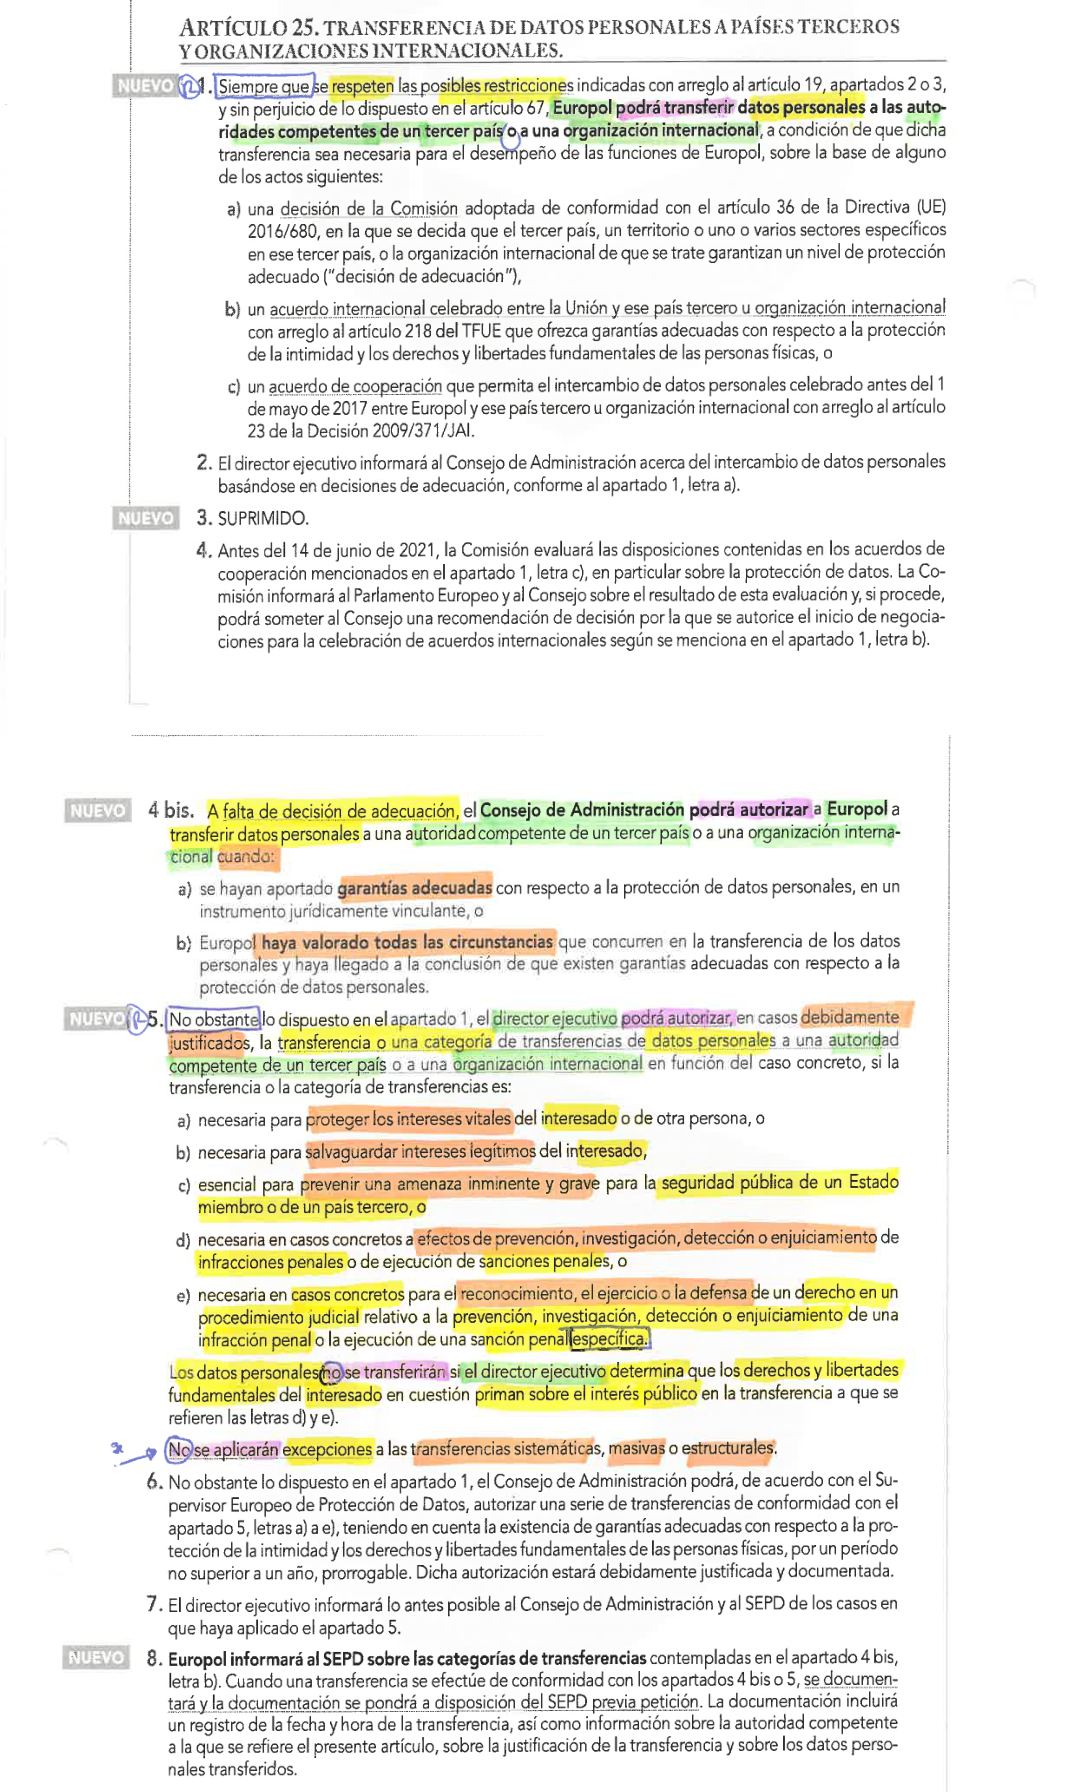 ARTÍCULO 25. TRANSFERENCIA DE DATOS PERSONALES A PAÍSES TERCEROS
Y ORGANIZACIONES INTERNACIONALES.
NUEVO 1. Siempre que se respeten las posibles restricciones indicadas con arreglo al artículo 19, apartados 2 o 3,
y sin perjuicio de lo dispuesto en el artículo 67, Europol podrá transferir datos personales a las auto-
ridades competentes de un tercer país o a una organización internacional, a condición de que dicha
transferencia sea necesaria para el desempeño de las funciones de Europol, sobre la base de alguno
de los actos siguientes:
a) una decisión de la Comisión adoptada de conformidad con el artículo 36 de la Directiva (UE)
2016/680, en la que se decida que el tercer país, un territorio o uno o varios sectores específicos
en ese tercer país, o la organización internacional de que se trate garantizan un nivel de protección
adecuado ("decisión de adecuación"),
b) un acuerdo internacional celebrado entre la Unión y ese país tercero u organización internacional
con arreglo al artículo 218 del TFUE que ofrezca garantías adecuadas con respecto a la protección
de la intimidad y los derechos y libertades fundamentales de las personas físicas, o
c) un acuerdo de cooperación que permita el intercambio de datos personales celebrado antes del 1
de mayo de 2017 entre Europol y ese país tercero u organización internacional con arreglo al artículo
23 de la Decisión 2009/371/JAI.
2. El director ejecutivo informará al Consejo de Administración acerca del intercambio de datos personales
basándose en decisiones de adecuación, conforme al apartado 1, letra a).
NUEVO 3. SUPRIMIDO.
4. Antes del 14 de junio de 2021, la Comisión evaluará las disposiciones contenidas en los acuerdos de
cooperación mencionados en el apartado 1, letra c), en particular sobre la protección de datos. La Co-
misión informará al Parlamento Europeo y al Consejo sobre el resultado de esta evaluación y, si procede,
podrá someter al Consejo una recomendación de decisión por la que se autorice el inicio de negocia-
ciones para la celebración de acuerdos internacionales según se menciona en el apartado 1, letra b).
NUEVO 4 bis. A falta de decisión de adecuación, el Consejo de Administración podrá autorizar a Europol a
transferir datos personales a una autoridad competente de un tercer país o a una organización interna-
cional cuando:
a) se hayan aportado garantías adecuadas con respecto a la protección de datos personales, en un
instrumento jurídicamente vinculante, o
b) Europol haya valorado todas las circunstancias que concurren en la transferencia de los datos
personales y haya llegado a la conclusión de que existen garantías adecuadas con respecto a la
protección de datos personales.
NUEVO 5. No obstante lo dispuesto en el apartado 1, el director ejecutivo podrá autorizar, en casos debidamente
justificados, la transferencia o una categoría de transferencias de datos personales a una autoridad
competente de un tercer país o a una organización internacional en función del caso concreto, si la
transferencia o la categoría de transferencias es:
a) necesaria para proteger los intereses vitales del interesado o de otra persona, o
b) necesaria para salvaguardar intereses legítimos del interesado,
c) esencial para prevenir una amenaza inminente y grave para la seguridad pública de un Estado
miembro o de un país tercero, o
d) necesaria en casos concretos a efectos de prevención, investigación, detección o enjuiciamiento de
infracciones penales o de ejecución de sanciones penales, o
e) necesaria en casos concretos para el reconocimiento, el ejercicio o la defensa de un derecho en un
procedimiento judicial relativo a la prevención, investigación, detección o enjuiciamiento de una
infracción penal o la ejecución de una sanción penal específica.
Los datos personales no se transferirán si el director ejecutivo determina que los derechos y libertades
fundamentales del interesado en cuestión priman sobre el interés público en la transferencia a que se
refieren las letras d) y e).
No se aplicarán excepciones a las transferencias sistemáticas, masivas o estructurales.
6. No obstante lo dispuesto en el apartado 1, el Consejo de Administración podrá, de acuerdo con el Su-
pervisor Europeo de Protección de Datos, autorizar una serie de transferencias de conformidad con el
apartado 5, letras a) a e), teniendo en cuenta la existencia de garantías adecuadas con respecto a la pro-
tección de la intimidad y los derechos y libertades fundamentales de las personas físicas, por un período
no superior a un año, prorrogable. Dicha autorización estará debidamente justificada y documentada.
7. El director ejecutivo informará lo antes posible al Consejo de Administración y al SEPD de los casos en
que haya aplicado el apartado 5.
NUEVO 8. Europol informará al SEPD sobre las categorías de transferencias contempladas en el apartado 4 bis,
letra b). Cuando una transferencia se efectúe de conformidad con los apartados 4 bis o 5, se documen-
tará y la documentación se pondrá a disposición del SEPD previa petición. La documentación incluirá
un registro de la fecha y hora de la transferencia, así como información sobre la autoridad competente
a la que se refiere el presente artículo, sobre la justificación de la transferencia y sobre los datos perso-
nales transferidos.